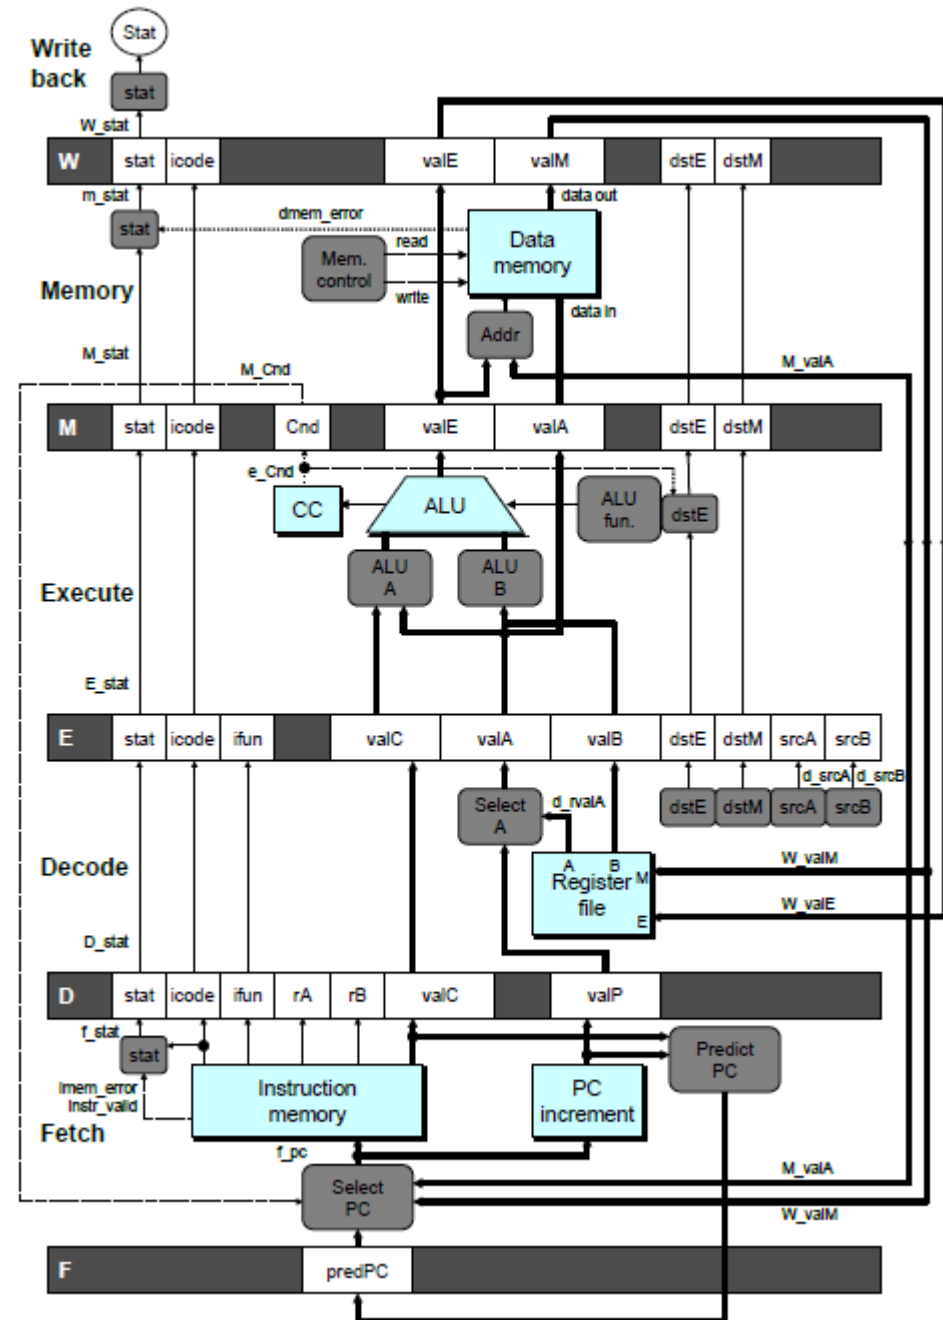 Stat
Write
back
stat
W_stat
W stat icode valE valM dstE dstM
m_stat
data out
dmem_error
stat
read
Mem.
control
write
Data
memory
Memory
data in
Addr
M_stat
M_Cnd
M_valA
M stat icode Cnd valE valA dstE dstM
e_Cnd
CC
ALU
ALU
fun.
dstE
ALU
A
ALU
B
Execute
E_stat
E stat icode ifun valC valA valB dstE dstM srcA srcB
d_srcA d_srcB
Select
A
d_rvalA
dstE dstM srcA srcB
Decode
A B
M
Register
file
E
W_valM
W_valE
D_stat
D stat icode ifun rA rB valC valP
f_stat
stat
Predict
PC
Imem_error
Instr_valid
Instruction
memory
PC
increment
Fetch
f_pc
M_valA
Select
PC
W_valM
F predPC